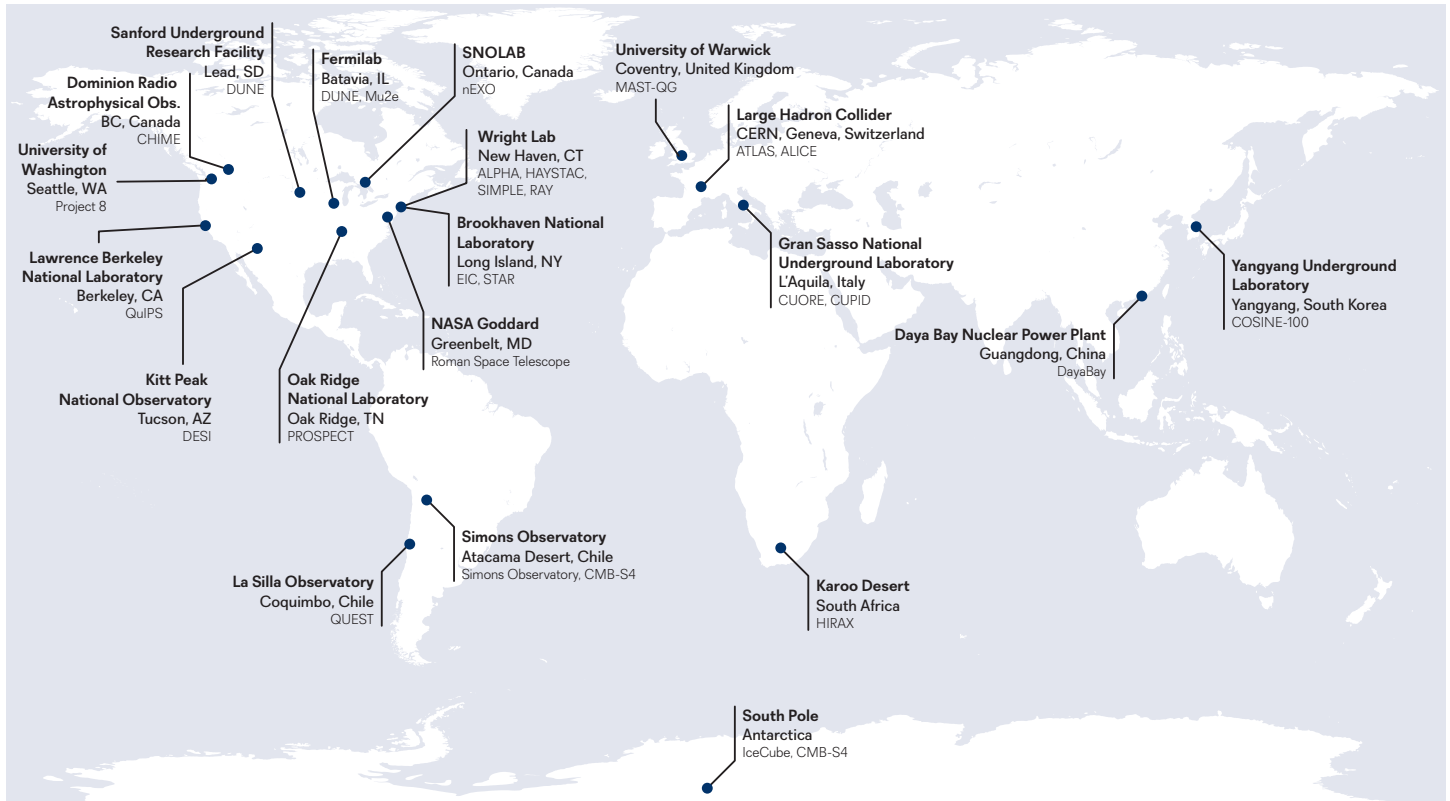 Sanford Underground
Research Facility
Lead, SD
DUNE
Fermilab
Batavia, IL
DUNE, Mu2e
SNOLAB
Ontario, Canada
nEXO
Dominion Radio
Astrophysical Obs.
BC, Canada
CHIME
University of
Washington
Seattle, WA
Project 8
Wright Lab
New Haven, CT
ALPHA, HAYSTAC,
SIMPLE, RAY
Brookhaven National
Laboratory
Long Island, NY
EIC, STAR
Lawrence Berkeley
National Laboratory
Berkeley, CA
QuIPS
NASA Goddard
Greenbelt, MD
Roman Space Telescope
Kitt Peak
National Observatory
Tucson, AZ
DESI
Oak Ridge
National Laboratory
Oak Ridge, TN
PROSPECT
Simons Observatory
Atacama Desert, Chile
Simons Observatory, CMB-S4
La Silla Observatory
Coquimbo, Chile
QUEST
University of Warwick
Coventry, United Kingdom
MAST-QG
Large Hadron Collider
CERN, Geneva, Switzerland
ATLAS, ALICE
Gran Sasso National
Underground Laboratory
L'Aquila, Italy
CUORE, CUPID
Yangyang Underground
Laboratory
Yangyang, South Korea
COSINE-100
Daya Bay Nuclear Power Plant
Guangdong, China
DayaBay
Karoo Desert
South Africa
HIRAX
South Pole
Antarctica
IceCube, CMB-S4